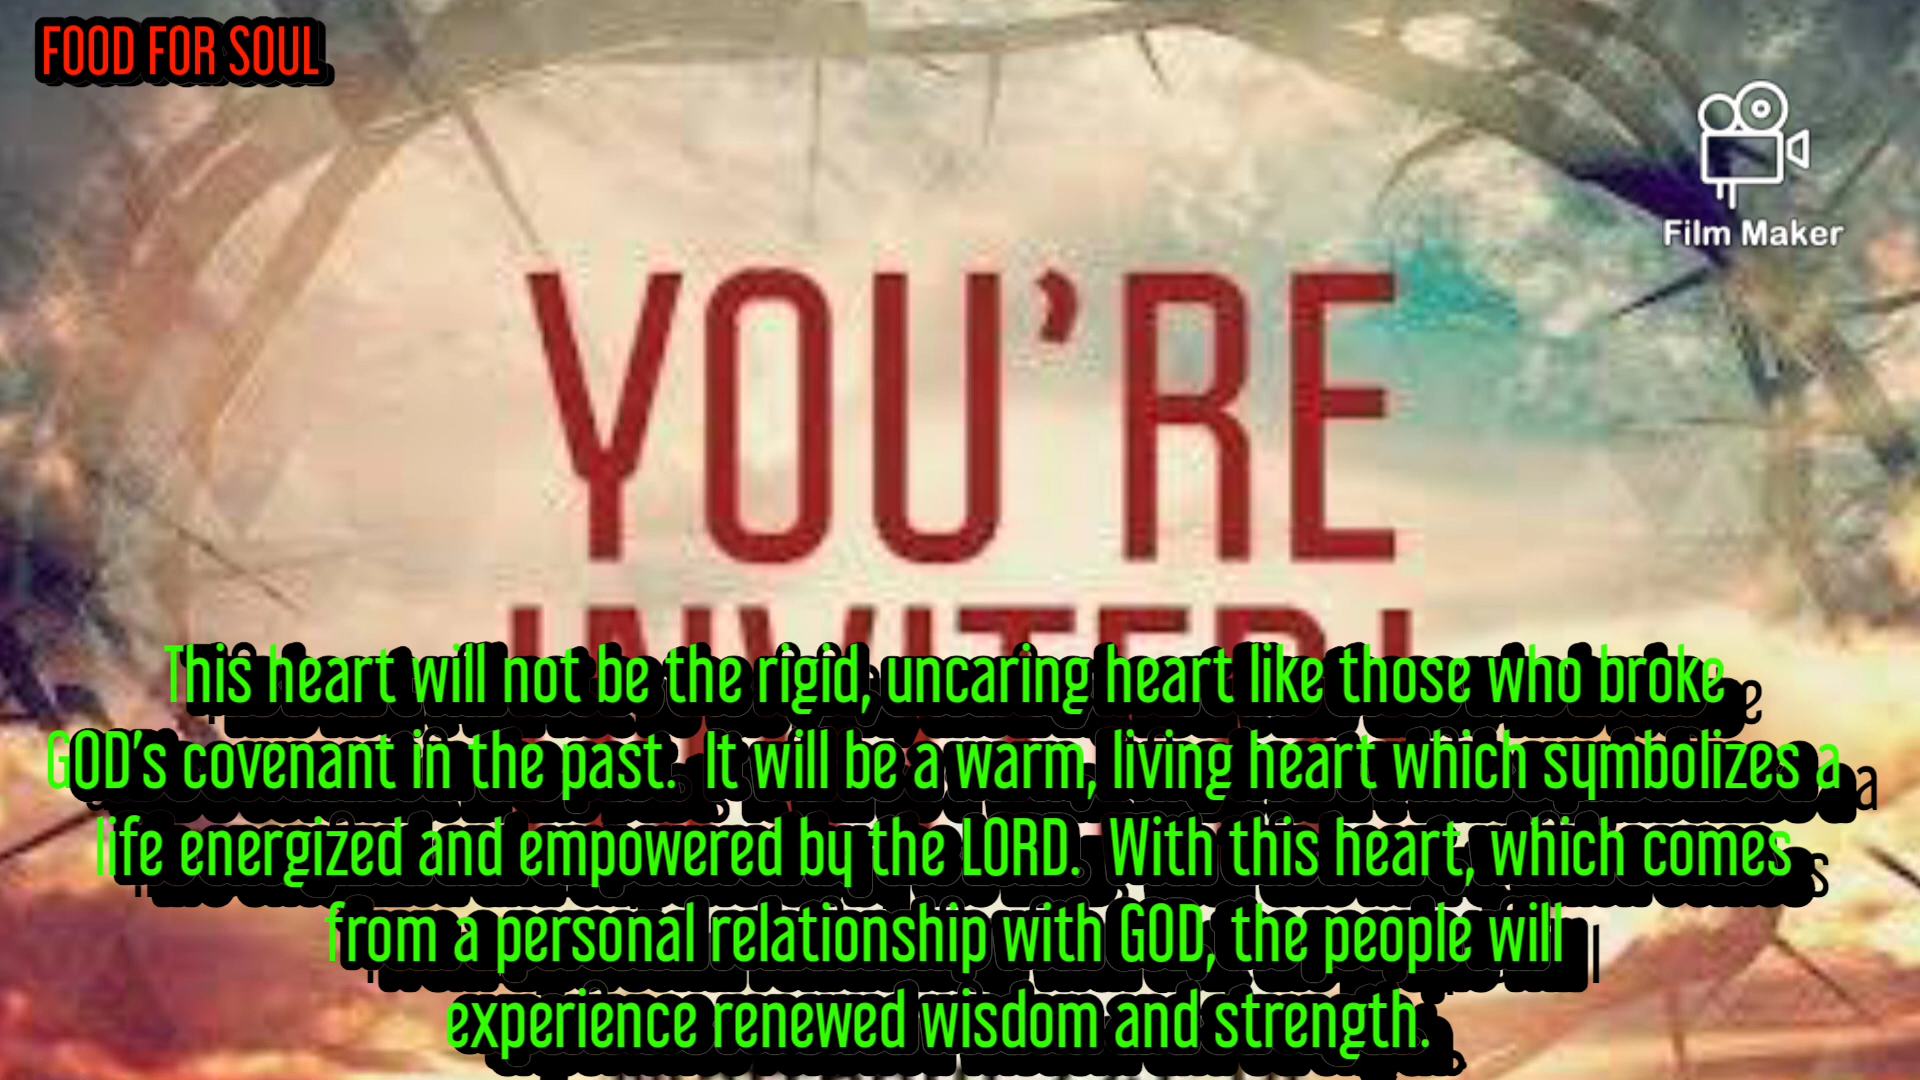 FOOD FOR SOUL
Film Maker
YOU'RE
INVITED!
This heart will not be the rigid, uncaring heart like those who broke
GOD's covenant in the past.  It will be a warm, living heart which symbolizes a
life energized and empowered by the LORD.  With this heart, which comes
from a personal relationship with GOD, the people will
experience renewed wisdom and strength.